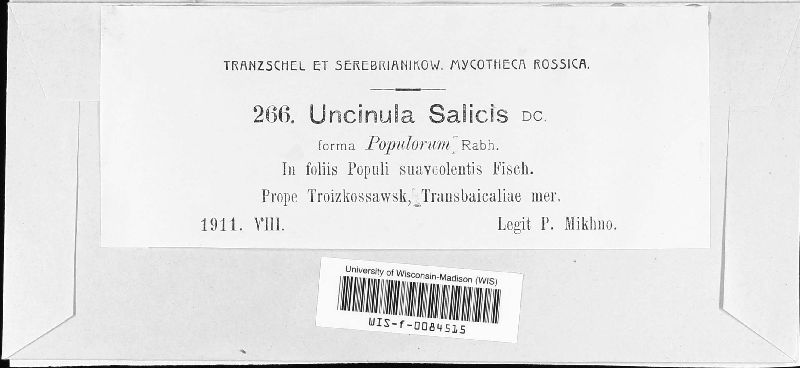 TRANZSCHEL ET SEREBRIANIKOW. MYCOTHECA ROSSICA.
266. Uncinula Salicis DC.
forma Populorum Rabh.
In foliis Populi suaveolentis Fisch.
Prope Troizkossawsk, Transbaicaliae mer.
1911. VIII. Legit P. Mikhno.
University of Wisconsin-Madison (WIS)
WIS-f-0084515